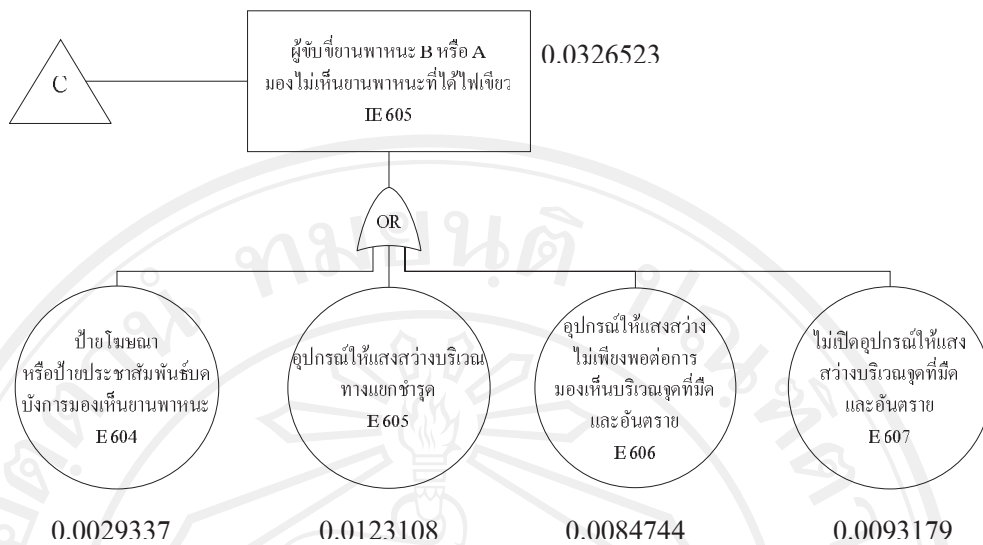 C
ผู้ขับขี่ยานพาหนะ B หรือ A
มองไม่เห็นยานพาหนะที่ได้ไฟเขียว
IE 605
0.0326523
OR
ป้ายโฆษณา
หรือป้ายประชาสัมพันธ์บด
บังการมองเห็นยานพาหนะ
E 604
อุปกรณ์ให้แสงสว่างบริเวณ
ทางแยกชำรุด
E 605
อุปกรณ์ให้แสงสว่าง
ไม่เพียงพอต่อการ
มองเห็นบริเวณจุดที่มืด
และอันตราย
E 606
ไม่เปิดอุปกรณ์ให้แสง
สว่างบริเวณจุดที่มืด
และอันตราย
E 607
0.0029337
0.0123108
0.0084744
0.0093179